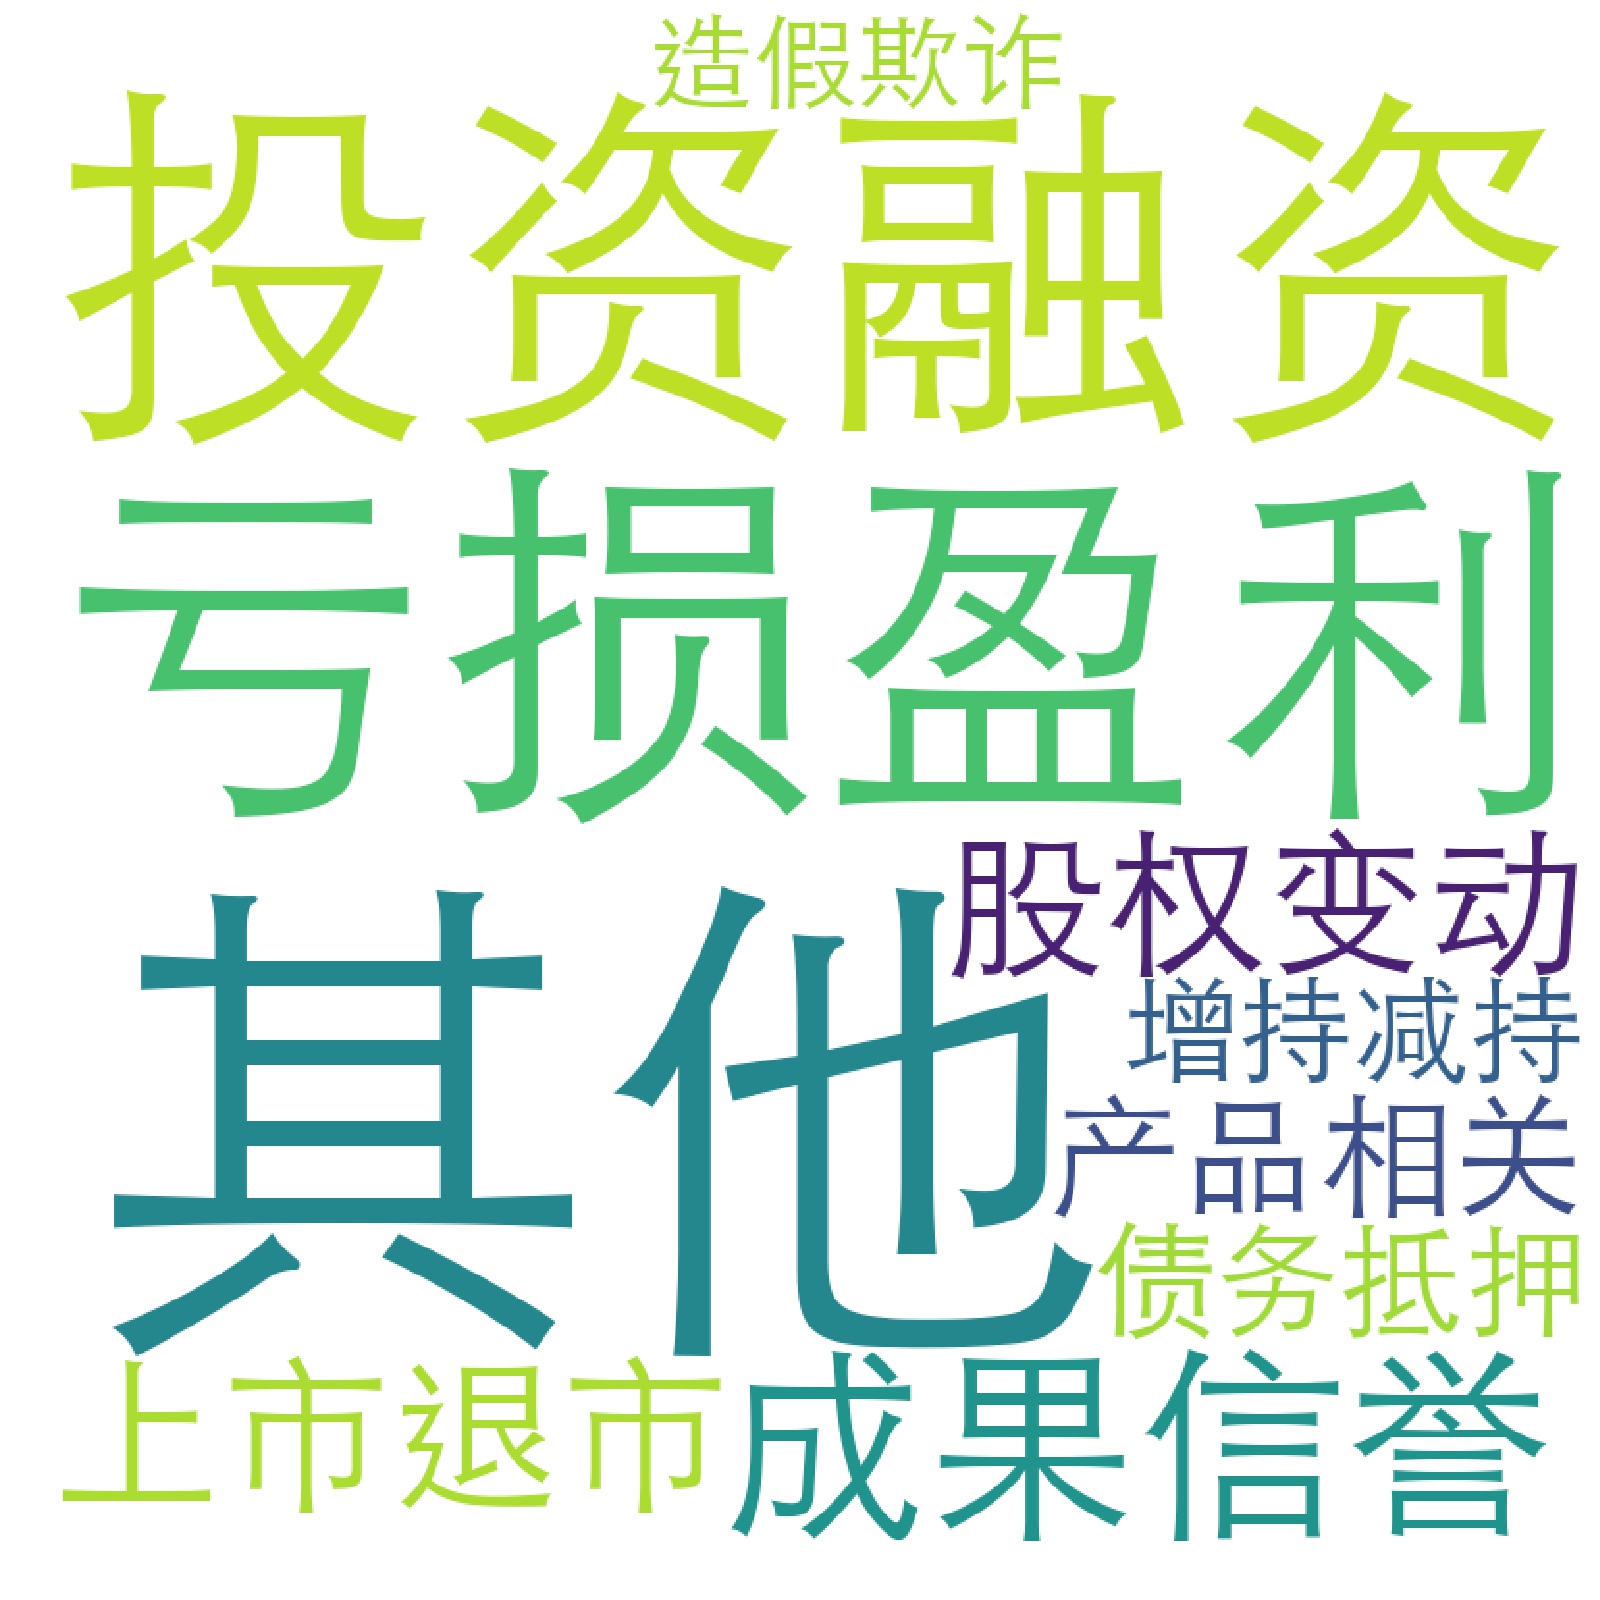 造假欺诈
投资融资
亏损盈利
其他
股权变动
增持减持
产品相关
债务抵押
上市退市
成果信誉